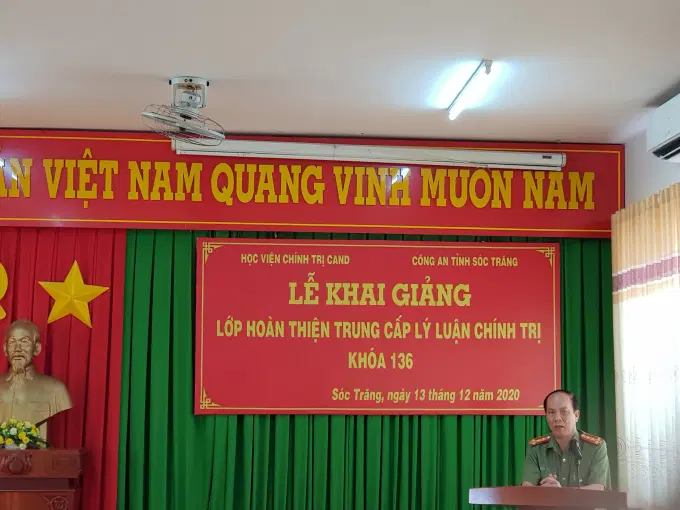 VIỆT NAM QUANG VINH MUÔN NĂM
HỌC VIỆN CHÍNH TRỊ CAND
CÔNG AN TỈNH SÓC TRĂNG
LỄ KHAI GIẢNG
LỚP HOÀN THIỆN TRUNG CẤP LÝ LUẬN CHÍNH TRỊ
KHÓA 136
Sóc Trăng, ngày 13 tháng 12 năm 2020